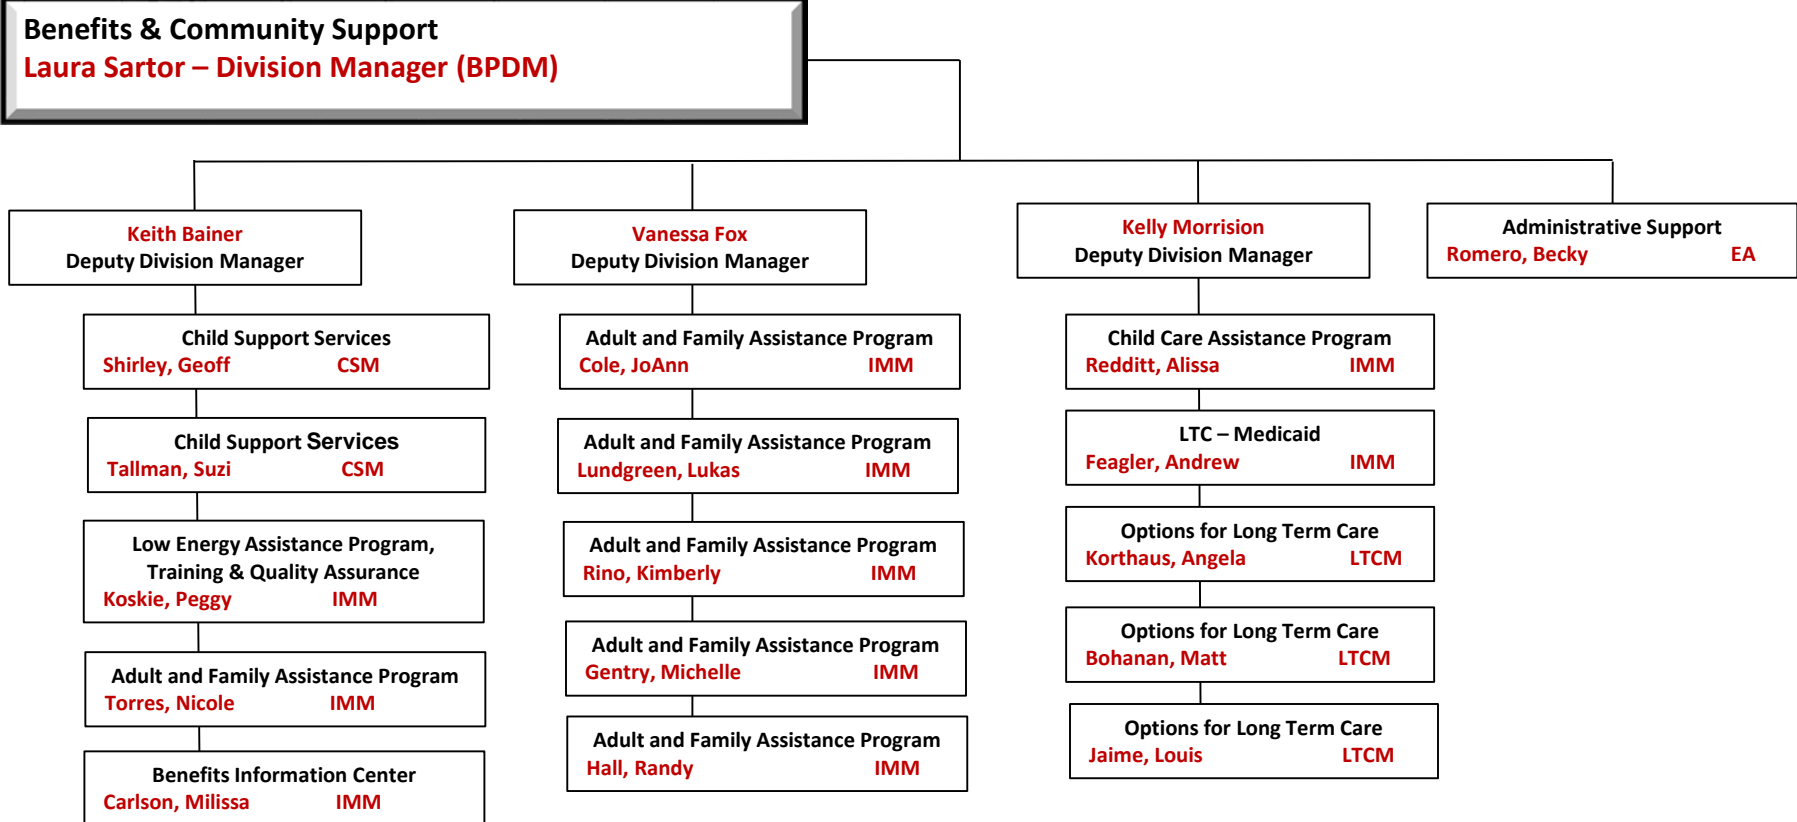 Benefits & Community Support
Laura Sartor – Division Manager (BPDM)
Keith Bainer
Deputy Division Manager
Child Support Services
Shirley, Geoff CSM
Child Support Services
Tallman, Suzi CSM
Low Energy Assistance Program,
Training & Quality Assurance
Koskie, Peggy IMM
Adult and Family Assistance Program
Torres, Nicole IMM
Benefits Information Center
Carlson, Milissa IMM
Vanessa Fox
Deputy Division Manager
Adult and Family Assistance Program
Cole, JoAnn IMM
Adult and Family Assistance Program
Lundgreen, Lukas IMM
Adult and Family Assistance Program
Rino, Kimberly IMM
Adult and Family Assistance Program
Gentry, Michelle IMM
Adult and Family Assistance Program
Hall, Randy IMM
Kelly Morrision
Deputy Division Manager
Child Care Assistance Program
Redditt, Alissa IMM
LTC – Medicaid
Feagler, Andrew IMM
Options for Long Term Care
Korthaus, Angela LTCM
Options for Long Term Care
Bohanan, Matt LTCM
Options for Long Term Care
Jaime, Louis LTCM
Administrative Support
Romero, Becky EA